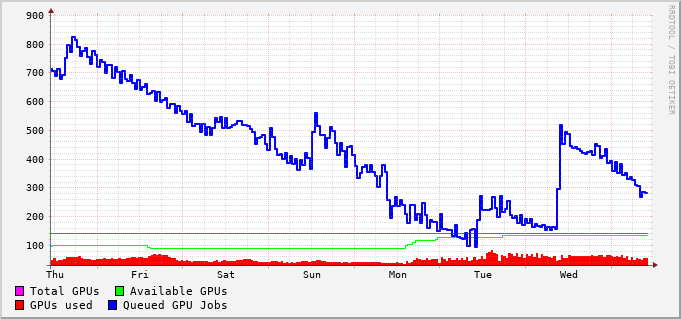 900
800
700
600
500
400
300
200
100
Thu Fri Sat Sun Mon Tue Wed
Total GPUs Available GPUs
GPUs used Queued GPU Jobs
RRDTOOL / TOBI OETIKER